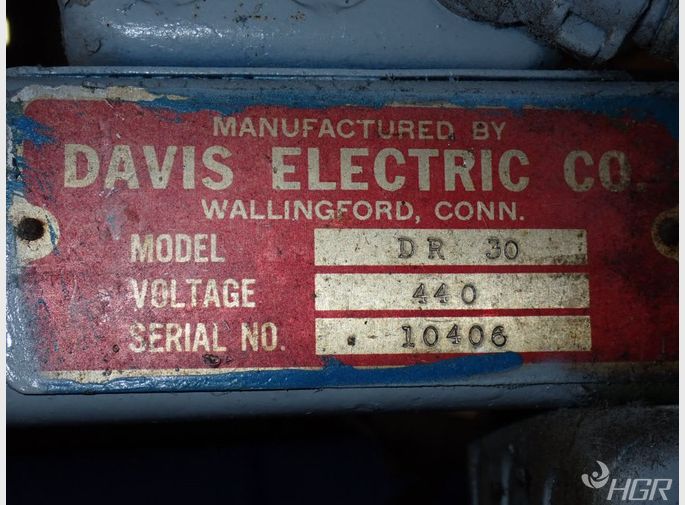 MANUFACTURED BY
DAVIS ELECTRIC CO.
WALLINGFORD, CONN.
MODEL DR 30
VOLTAGE 440
SERIAL NO. 10406
HGR